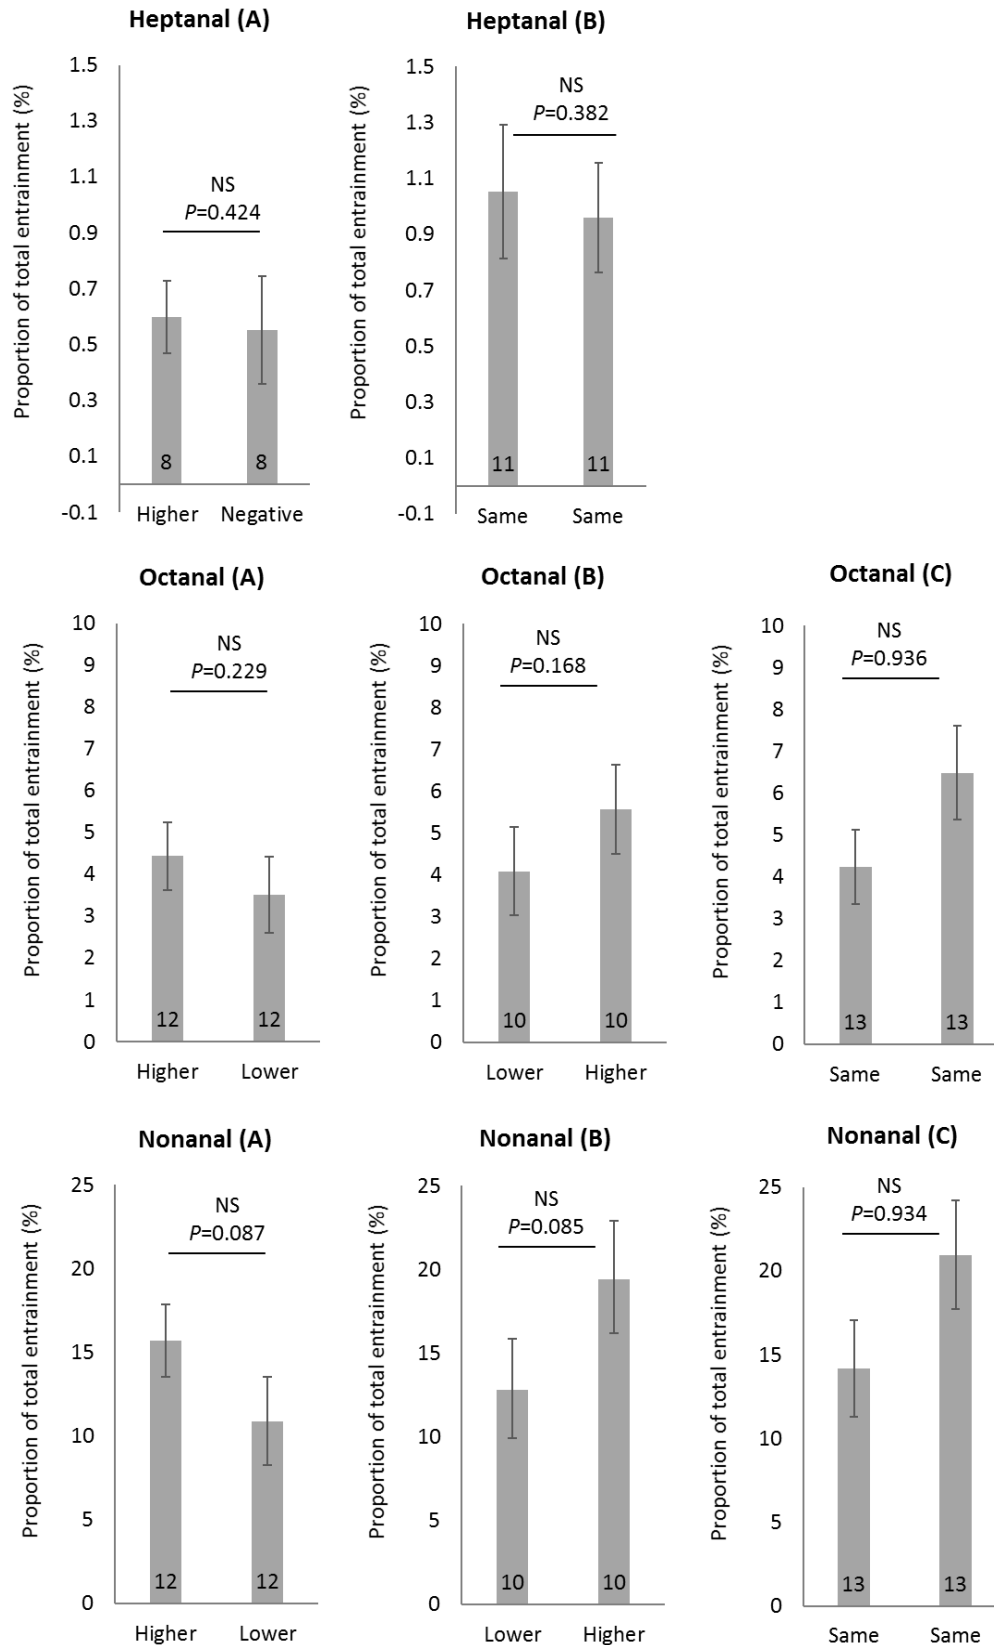 Heptanal (A)
Proportion of total entrainment (%)
1.5
1.3
1.1
0.9
0.7
0.5
0.3
0.1
-0.1
NS
P=0.424
8
8
Higher
Negative
Heptanal (B)
Proportion of total entrainment (%)
1.5
1.3
1.1
0.9
0.7
0.5
0.3
0.1
-0.1
NS
P=0.382
11
11
Same
Same
Octanal (A)
Proportion of total entrainment (%)
10
9
8
7
6
5
4
3
2
1
0
NS
P=0.229
12
12
Higher
Lower
Octanal (B)
Proportion of total entrainment (%)
10
9
8
7
6
5
4
3
2
1
0
NS
P=0.168
10
10
Lower
Higher
Octanal (C)
Proportion of total entrainment (%)
10
9
8
7
6
5
4
3
2
1
0
NS
P=0.936
13
13
Same
Same
Nonanal (A)
Proportion of total entrainment (%)
25
20
15
10
5
0
NS
P=0.087
12
12
Higher
Lower
Nonanal (B)
Proportion of total entrainment (%)
25
20
15
10
5
0
NS
P=0.085
10
10
Lower
Higher
Nonanal (C)
Proportion of total entrainment (%)
25
20
15
10
5
0
NS
P=0.934
13
13
Same
Same